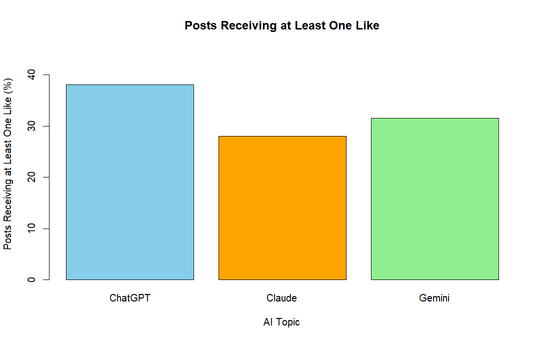 Posts Receiving at Least One Like
Posts Receiving at Least One Like (%)
40
30
20
10
0
ChatGPT Claude Gemini
AI Topic